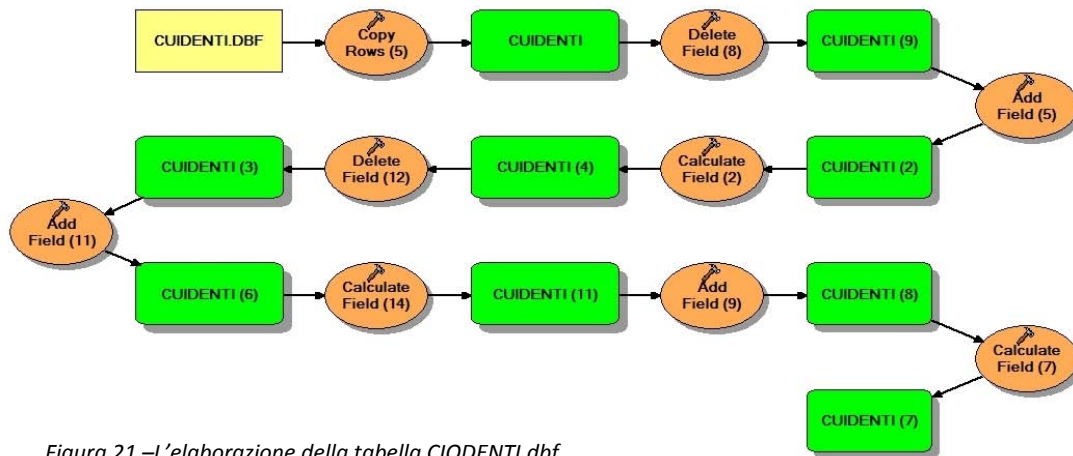 CUIDENTI.DBF
Copy
Rows (5)
CUIDENTI
Delete
Field (8)
CUIDENTI (9)
Add
Field (5)
CUIDENTI (2)
Calculate
Field (2)
CUIDENTI (4)
Delete
Field (12)
CUIDENTI (3)
Add
Field (11)
CUIDENTI (6)
Calculate
Field (14)
CUIDENTI (11)
Add
Field (9)
CUIDENTI (8)
Calculate
Field (7)
CUIDENTI (7)
Figura 21 –L'elaborazione della tabella CIODENTI.dbf